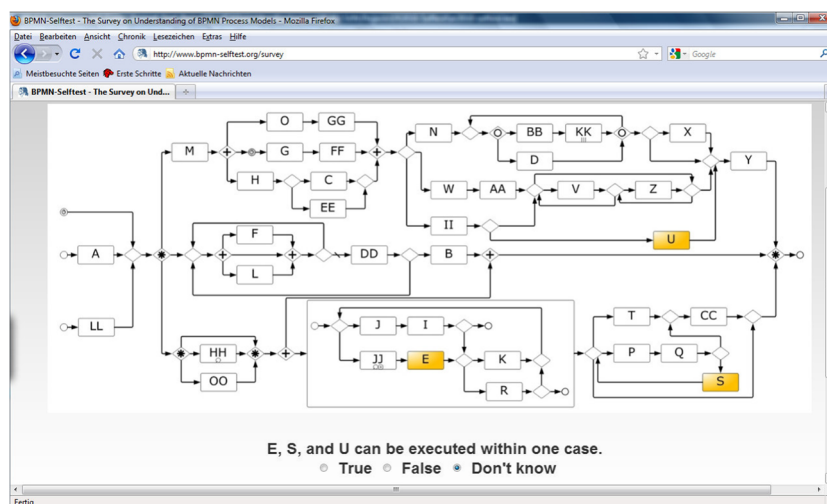 BPMN-Selftest - The Survey on Understanding of BPMN Process Models - Mozilla Firefox
Datei Bearbeiten Ansicht Chronik Lesezeichen Extras Hilfe
http://www.bpmn-selftest.org/survey
Google
Meistbesuchte Seiten Erste Schritte Aktuelle Nachrichten
BPMN-Selftest - The Survey on Und...
O GG
M G FF
H C
EE
N BB KK X
D Y
W AA V Z
II
U
F
A DD B
L
LL
J I
T CC
HH
JJ E K
P Q
OO
R
S
E, S, and U can be executed within one case.
True False Don't know
Fertig